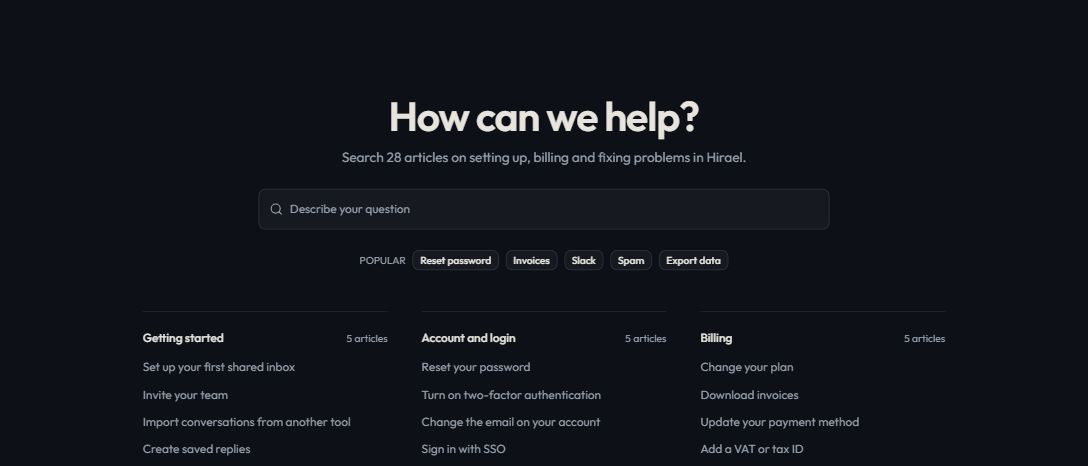 How can we help?
Search 28 articles on setting up, billing and fixing problems in Hirael.
Describe your question
POPULAR Reset password Invoices Slack Spam Export data
Getting started 5 articles
Set up your first shared inbox
Invite your team
Import conversations from another tool
Create saved replies
Account and login 5 articles
Reset your password
Turn on two-factor authentication
Change the email on your account
Sign in with SSO
Billing 5 articles
Change your plan
Download invoices
Update your payment method
Add a VAT or tax ID